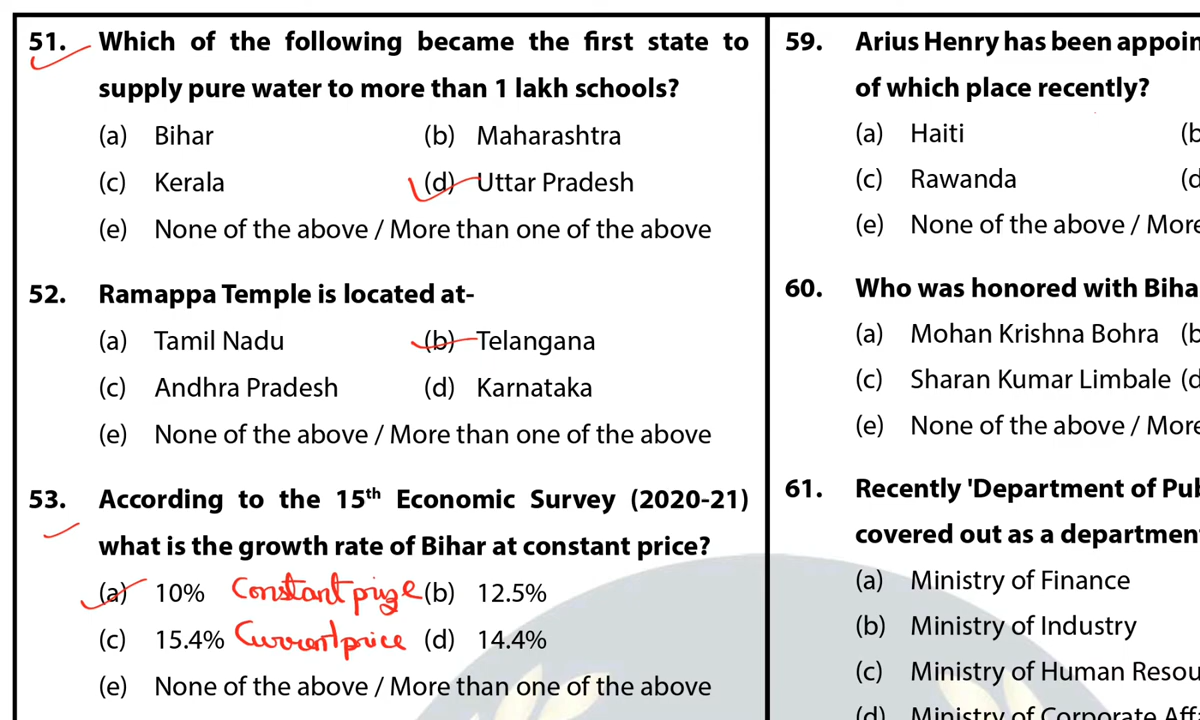 51. Which of the following became the first state to
supply pure water to more than 1 lakh schools?
(a) Bihar (b) Maharashtra
(c) Kerala (d) Uttar Pradesh
(e) None of the above / More than one of the above
52. Ramappa Temple is located at-
(a) Tamil Nadu (b) Telangana
(c) Andhra Pradesh (d) Karnataka
(e) None of the above / More than one of the above
53. According to the 15th Economic Survey (2020-21)
what is the growth rate of Bihar at constant price?
(a) 10% Constant prize (b) 12.5%
(c) 15.4% Current price (d) 14.4%
(e) None of the above / More than one of the above
59. Arius Henry has been appoin
of which place recently?
(a) Haiti (b
(c) Rawanda (d
(e) None of the above / More
60. Who was honored with Biha
(a) Mohan Krishna Bohra (b
(c) Sharan Kumar Limbale (d
(e) None of the above / More
61. Recently 'Department of Pub
covered out as a department
(a) Ministry of Finance
(b) Ministry of Industry
(c) Ministry of Human Resou
(d) Ministry of Corporate Affa